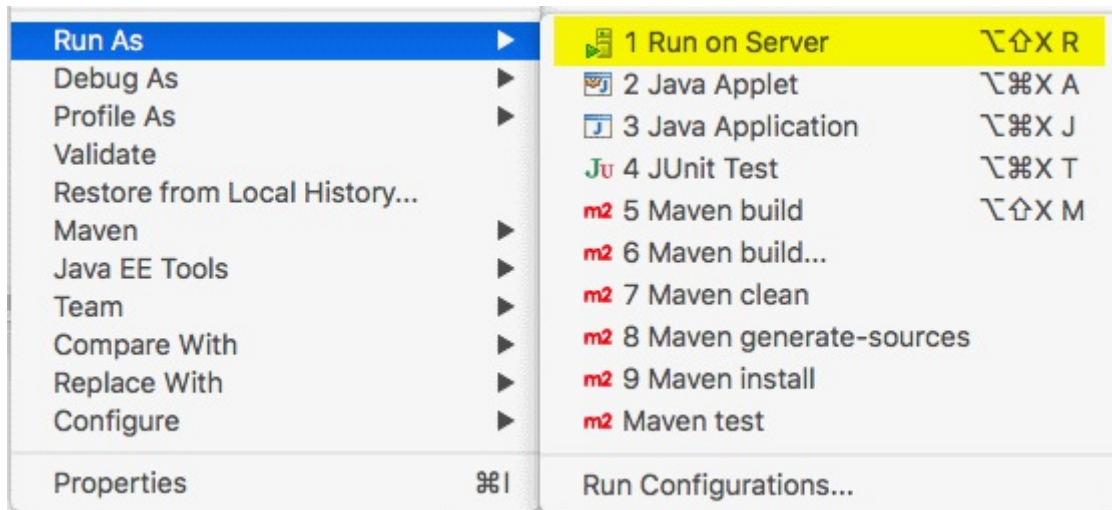 Run As ▶
Debug As ▶
Profile As ▶
Validate
Restore from Local History...
Maven ▶
Java EE Tools ▶
Team ▶
Compare With ▶
Replace With ▶
Configure ▶
Properties ⌘I
1 Run on Server ⌥⇧X R
2 Java Applet ⌥⌘X A
3 Java Application ⌥⌘X J
Ju 4 JUnit Test ⌥⌘X T
m2 5 Maven build ⌥⇧X M
m2 6 Maven build...
m2 7 Maven clean
m2 8 Maven generate-sources
m2 9 Maven install
m2 Maven test
Run Configurations...